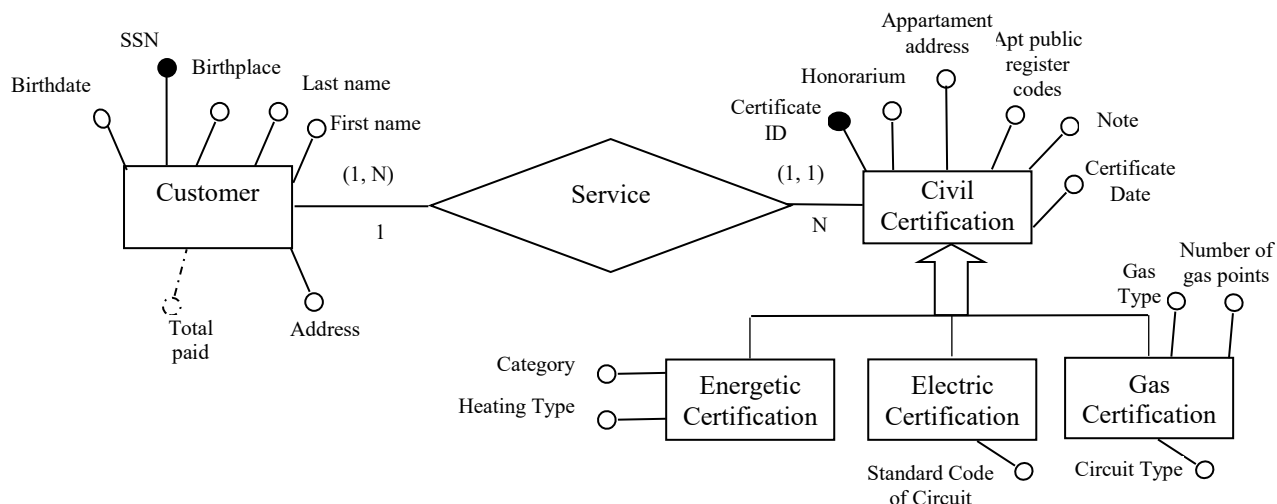 SSN
Birthdate
Birthplace
Last name
First name
Customer
(1, N)
1
Total
paid
Address
Service
(1, 1)
N
Certificate
ID
Honorarium
Appartament
address
Apt public
register
codes
Note
Certificate
Date
Civil
Certification
Gas
Type
Number of
gas points
Category
Heating Type
Energetic
Certification
Electric
Certification
Gas
Certification
Standard Code
of Circuit
Circuit Type